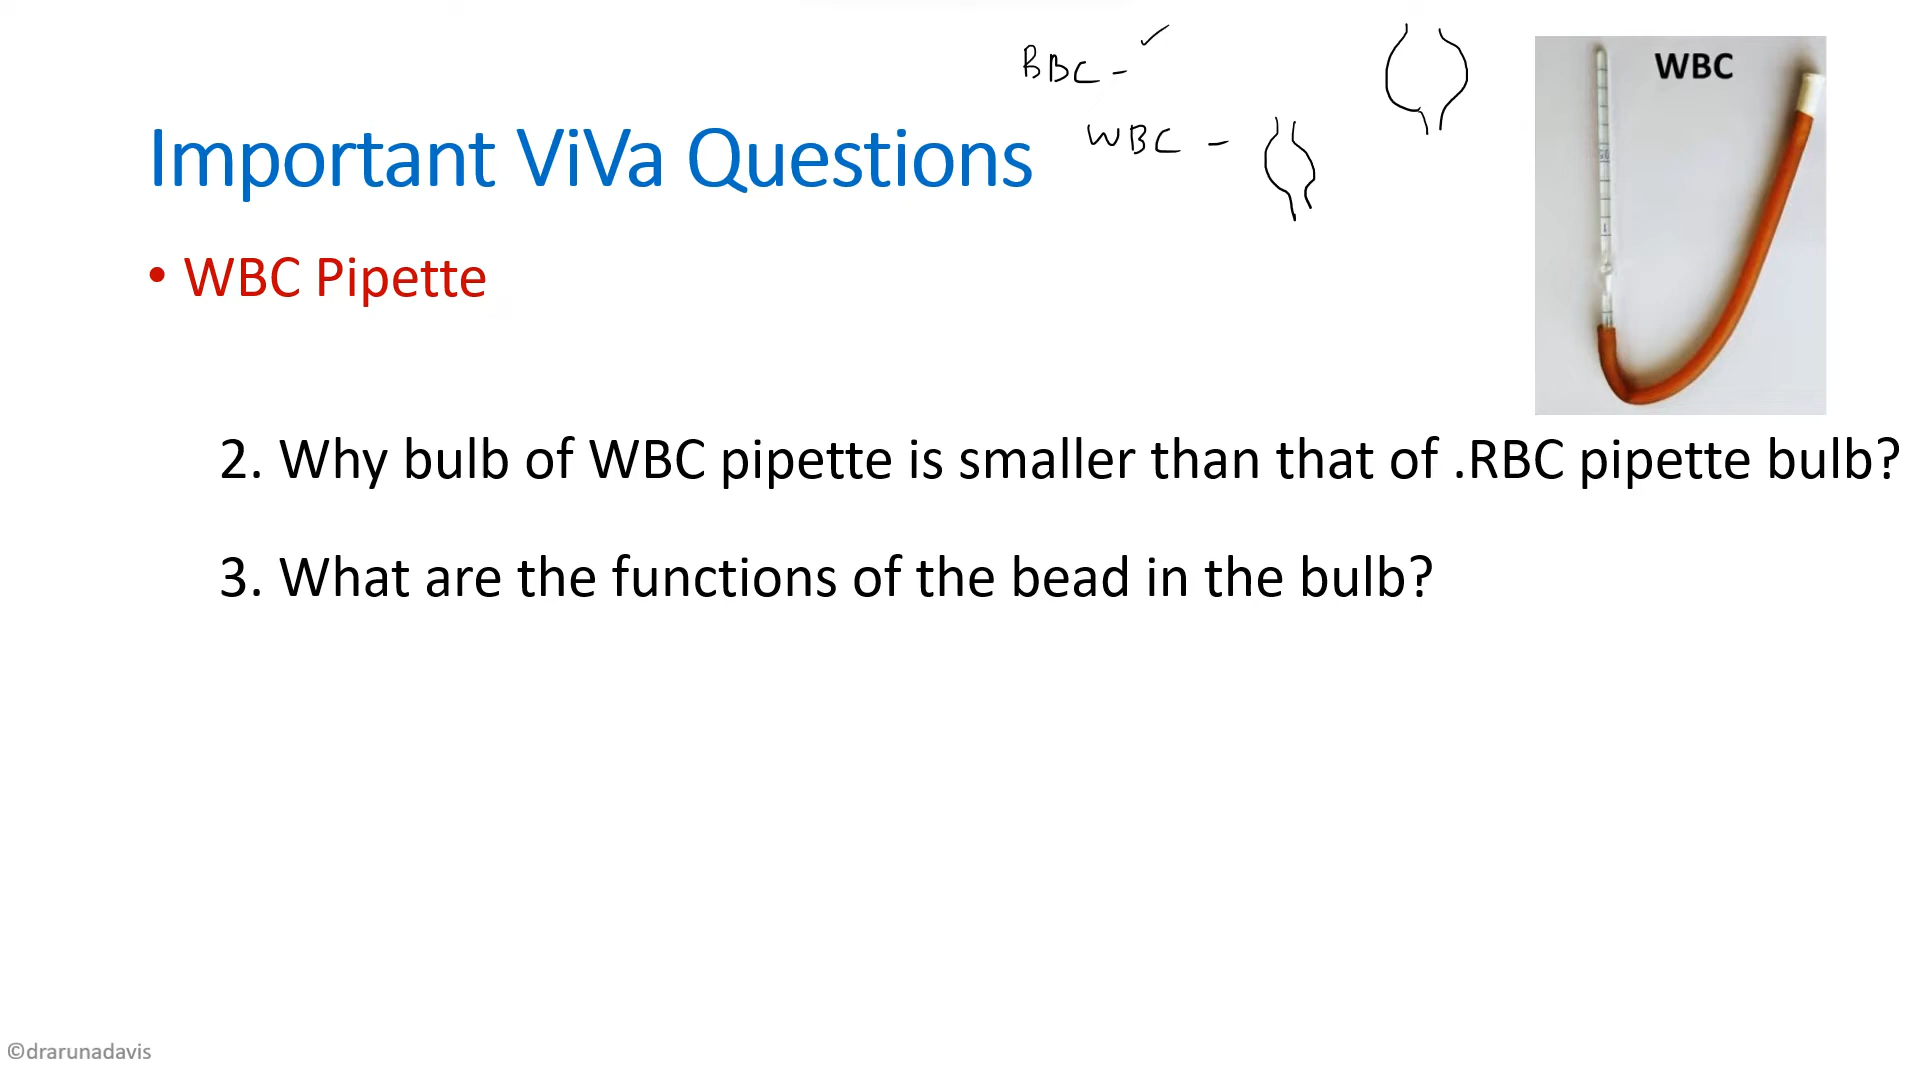 RBC - ✓
WBC -
WBC
Important ViVa Questions
• WBC Pipette
2. Why bulb of WBC pipette is smaller than that of .RBC pipette bulb?
3. What are the functions of the bead in the bulb?
©drarunadavis